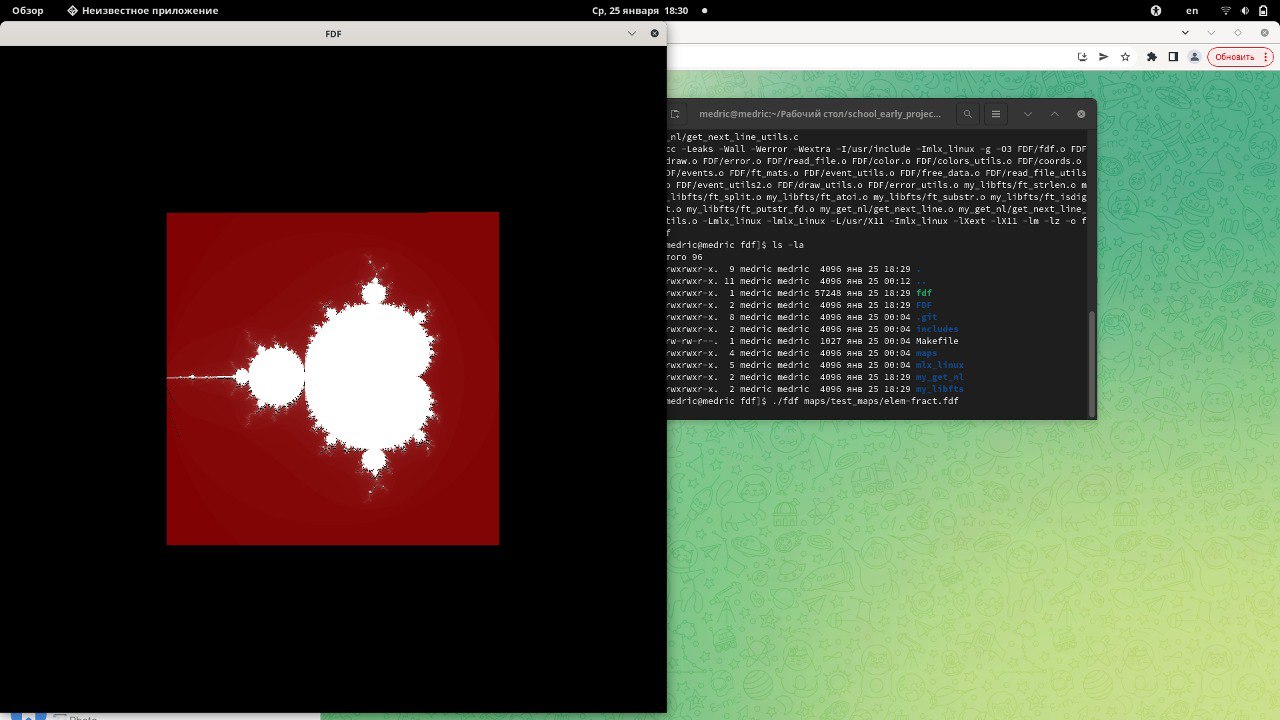 Обзор
Неизвестное приложение
Ср, 25 января 18:30
en
FDF
Обновить
medric@medric:~/Рабочий стол/school_early_projec...
_nl/get_next_line_utils.c
cc -Leaks -Wall -Werror -Wextra -I/usr/include -Imlx_linux -g -O3 FDF/fdf.o FDF
draw.o FDF/error.o FDF/read_file.o FDF/color.o FDF/colors_utils.o FDF/coords.o
FDF/events.o FDF/ft_mats.o FDF/event_utils.o FDF/free_data.o FDF/read_file_utils
FDF/event_utils2.o FDF/draw_utils.o FDF/error_utils.o my_libfts/ft_strlen.o m
_libfts/ft_split.o my_libfts/ft_atoi.o my_libfts/ft_substr.o my_libfts/ft_isdig
t.o my_libfts/ft_putstr_fd.o my_get_nl/get_next_line.o my_get_nl/get_next_line_
tils.o -Lmlx_linux -lmlx_Linux -L/usr/X11 -Imlx_linux -lXext -lX11 -lm -lz -o f
f
medric@medric fdf]$ ls -la
того 96
rwxrwxr-x. 9 medric medric 4096 янв 25 18:29 .
rwxrwxr-x. 11 medric medric 4096 янв 25 00:12 ..
rwxrwxr-x. 1 medric medric 57248 янв 25 18:29 fdf
rwxrwxr-x. 2 medric medric 4096 янв 25 18:29 FDF
rwxrwxr-x. 8 medric medric 4096 янв 25 00:04 .git
rwxrwxr-x. 2 medric medric 4096 янв 25 00:04 includes
rw-rw-r--. 1 medric medric 1027 янв 25 00:04 Makefile
rwxrwxr-x. 4 medric medric 4096 янв 25 00:04 maps
rwxrwxr-x. 5 medric medric 4096 янв 25 00:04 mlx_linux
rwxrwxr-x. 2 medric medric 4096 янв 25 18:29 my_get_nl
rwxrwxr-x. 2 medric medric 4096 янв 25 18:29 my_libfts
medric@medric fdf]$ ./fdf maps/test_maps/elem-fract.fdf
Photo